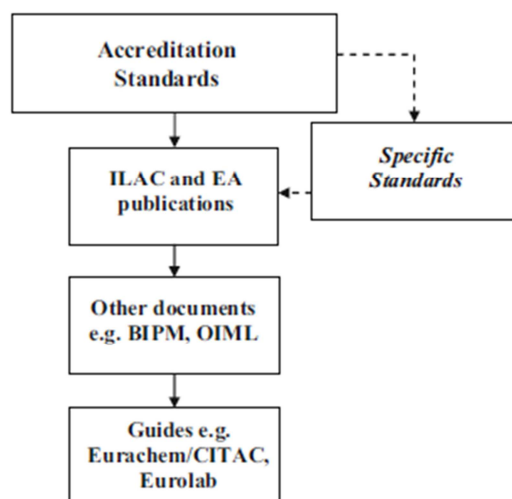 Accreditation
Standards
Specific
Standards
ILAC and EA
publications
Other documents
e.g. BIPM, OIML
Guides e.g.
Eurachem/CITAC,
Eurolab